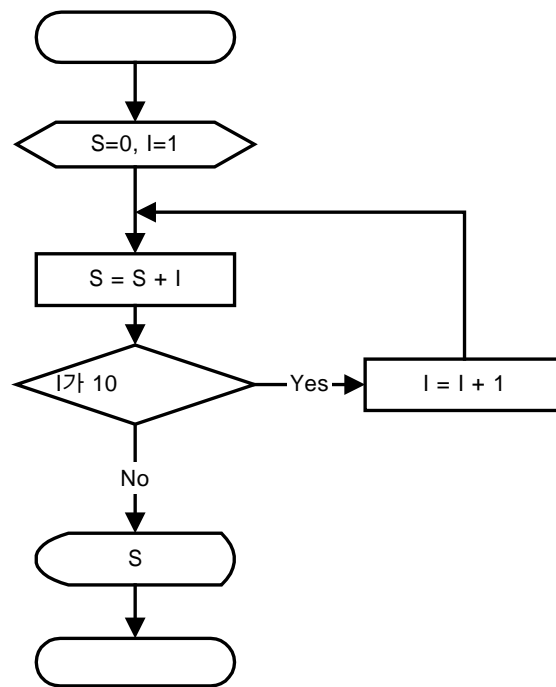 S=0, I=1
S = S + I
I가 10
Yes
I = I + 1
No
S